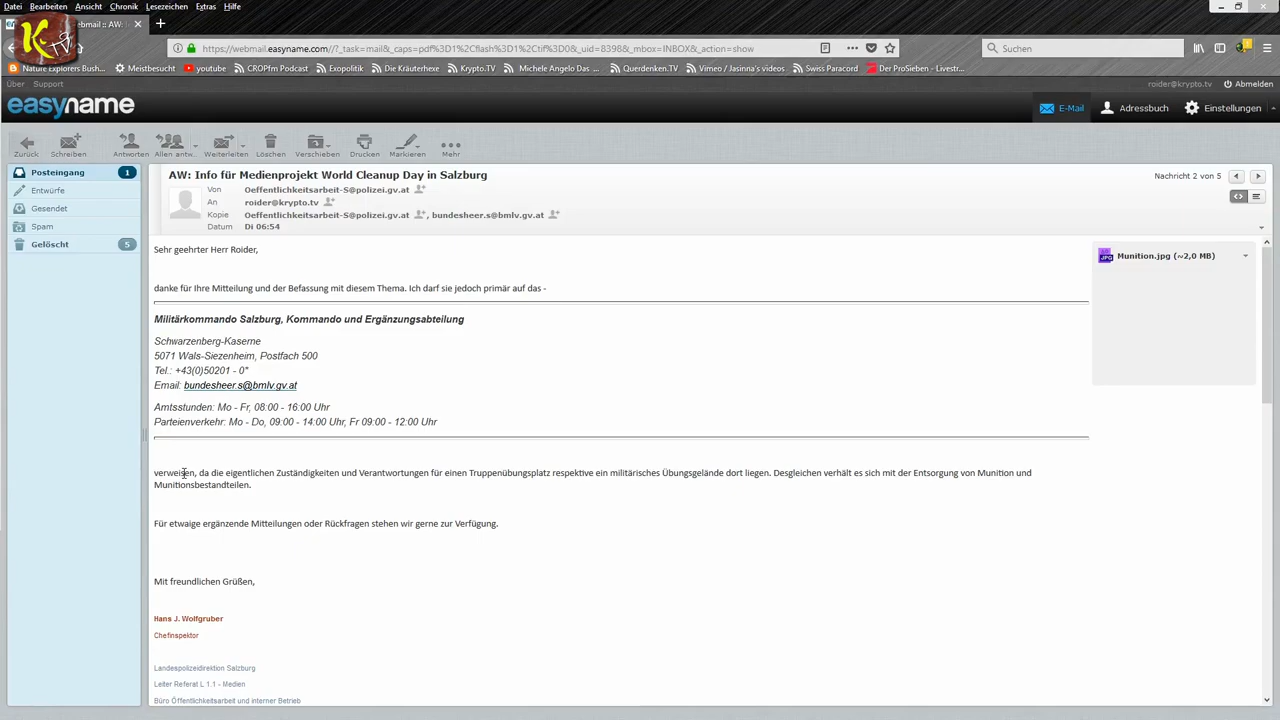 Datei Bearbeiten Ansicht Chronik Lesezeichen Extras Hilfe
webmail :: AW:
https://webmail.easyname.com//?_task=mail&_caps=pdf%3D1%2Cflash%3D1%2Ctif%3D0&_uid=8398&_mbox=INBOX&_action=show
Suchen
Nature Explorers Bush... Meistbesucht youtube CROPfm Podcast Exopolitik Die Kräuterhexe Krypto.TV Michele Angelo Das ... Querdenken.TV Vimeo / Jasinna's videos Swiss Paracord Der ProSieben - Livestr...
Über Support roider@krypto.tv Abmelden
easyname E-Mail Adressbuch Einstellungen
Zurück Schreiben Antworten Allen antw... Weiterleiten Löschen Verschieben Drucken Markieren Mehr
Posteingang 1
Entwürfe
Gesendet
Spam
Gelöscht 5
AW: Info für Medienprojekt World Cleanup Day in Salzburg
Nachricht 2 von 5
Von Oeffentlichkeitsarbeit-S@polizei.gv.at
An roider@krypto.tv
Kopie Oeffentlichkeitsarbeit-S@polizei.gv.at , bundesheer.s@bmlv.gv.at
Datum Di 06:54
Sehr geehrter Herr Roider,
Munition.jpg (~2,0 MB)
danke für Ihre Mitteilung und der Befassung mit diesem Thema. Ich darf sie jedoch primär auf das -
Militärkommando Salzburg, Kommando und Ergänzungsabteilung
Schwarzenberg-Kaserne
5071 Wals-Siezenheim, Postfach 500
Tel.: +43(0)50201 - 0*
Email: bundesheer.s@bmlv.gv.at
Amtsstunden: Mo - Fr, 08:00 - 16:00 Uhr
Parteienverkehr: Mo - Do, 09:00 - 14:00 Uhr, Fr 09:00 - 12:00 Uhr
verweisen, da die eigentlichen Zuständigkeiten und Verantwortungen für einen Truppenübungsplatz respektive ein militärisches Übungsgelände dort liegen. Desgleichen verhält es sich mit der Entsorgung von Munition und
Munitionsbestandteilen.
Für etwaige ergänzende Mitteilungen oder Rückfragen stehen wir gerne zur Verfügung.
Mit freundlichen Grüßen,
Hans J. Wolfgruber
Chefinspektor
Landespolizeidirektion Salzburg
Leiter Referat L 1.1 - Medien
Büro Öffentlichkeitsarbeit und interner Betrieb